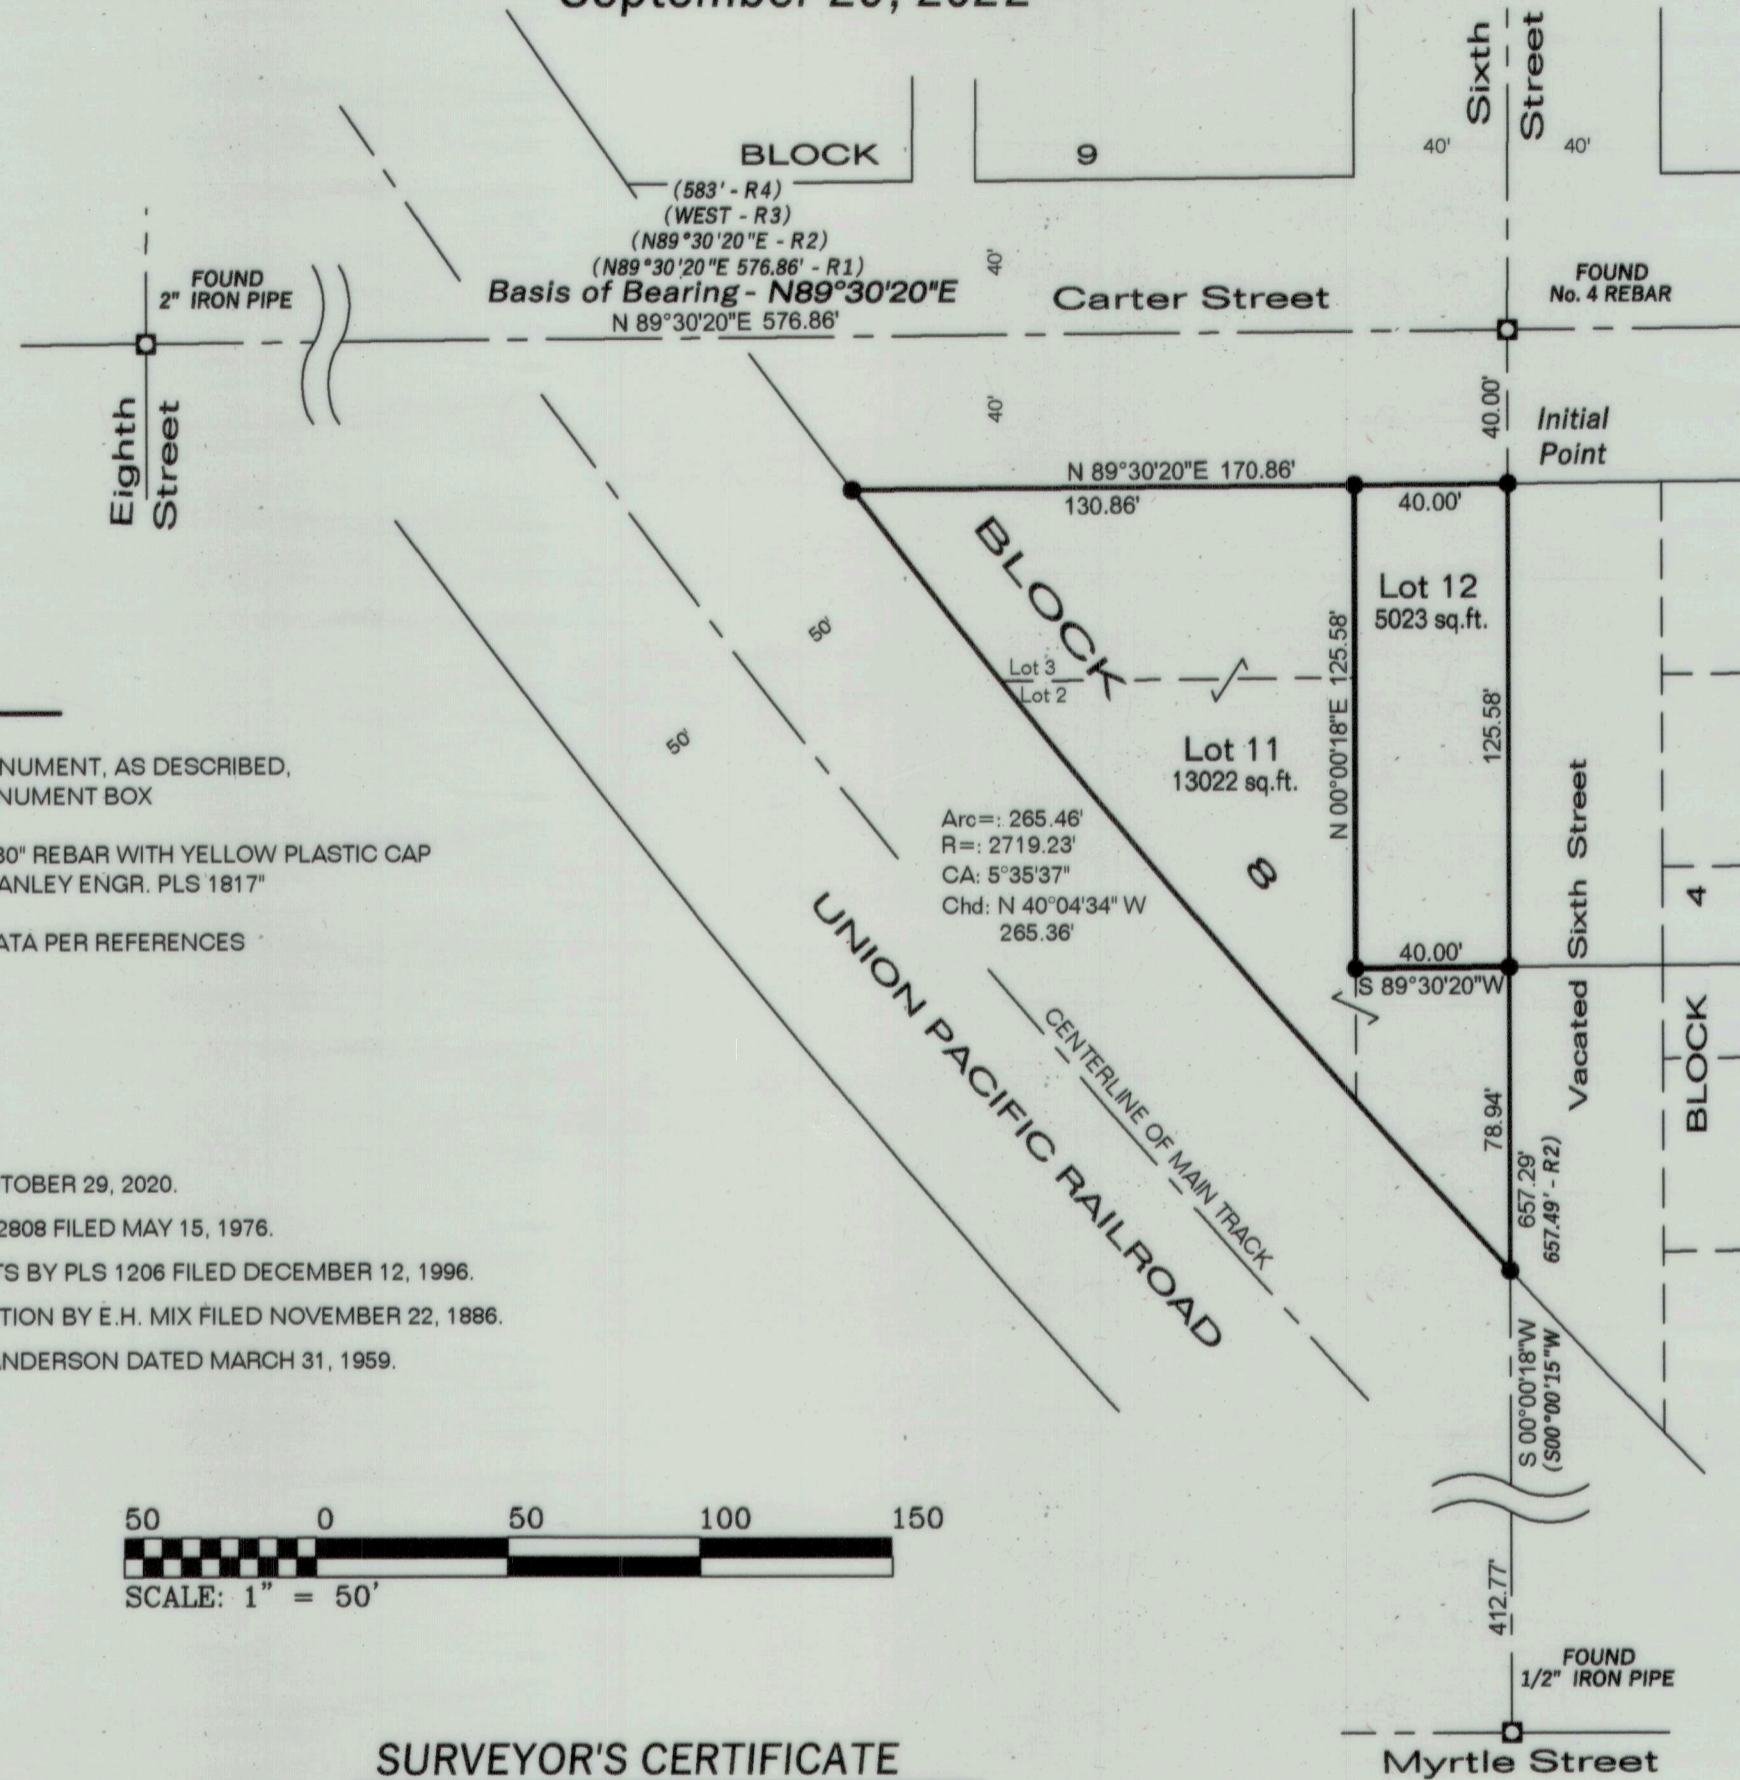 Sixth
Street
40'
40'
BLOCK 9
(583' - R4)
(WEST - R3)
(N89°30'20"E - R2)
(N89°30'20"E 576.86' - R1)
Basis of Bearing - N89°30'20"E
N 89°30'20"E 576.86'
40'
Carter Street
FOUND
2" IRON PIPE
FOUND
No. 4 REBAR
Eighth
Street
40'
40.00'
Initial
Point
N 89°30'20"E 170.86'
130.86'
40.00'
BLOCK
8
Lot 12
5023 sq.ft.
N 00°00'18"E 125.58'
125.58'
50'
50'
Lot 3
Lot 2
Lot 11
13022 sq.ft.
Arc=: 265.46'
R=: 2719.23'
CA: 5°35'37"
Chd: N 40°04'34" W
265.36'
40.00'
S 89°30'20"W
Vacated Sixth Street
BLOCK 4
UNION PACIFIC RAILROAD
CENTERLINE OF MAIN TRACK
78.94'
657.29'
657.49' - R2)
S 00°00'18"W
(S00°00'15"W
NUMENT, AS DESCRIBED,
NUMENT BOX
30" REBAR WITH YELLOW PLASTIC CAP
ANLEY ENGR. PLS 1817"
ATA PER REFERENCES
TOBER 29, 2020.
2808 FILED MAY 15, 1976.
TS BY PLS 1206 FILED DECEMBER 12, 1996.
TION BY E.H. MIX FILED NOVEMBER 22, 1886.
ANDERSON DATED MARCH 31, 1959.
50 0 50 100 150
SCALE: 1" = 50'
412.77'
FOUND
1/2" IRON PIPE
Myrtle Street
SURVEYOR'S CERTIFICATE